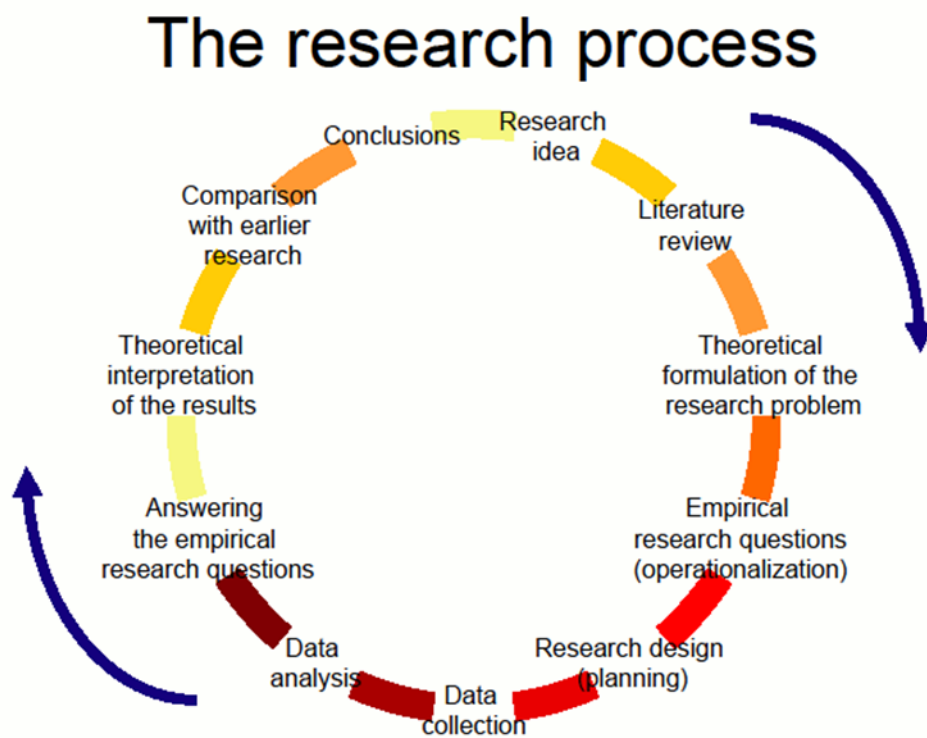 The research process
Research
idea
Literature
review
Theoretical
formulation of the
research problem
Empirical
research questions
(operationalization)
Research design
(planning)
Data
collection
Data
analysis
Answering
the empirical
research questions
Theoretical
interpretation
of the results
Comparison
with earlier
research
Conclusions